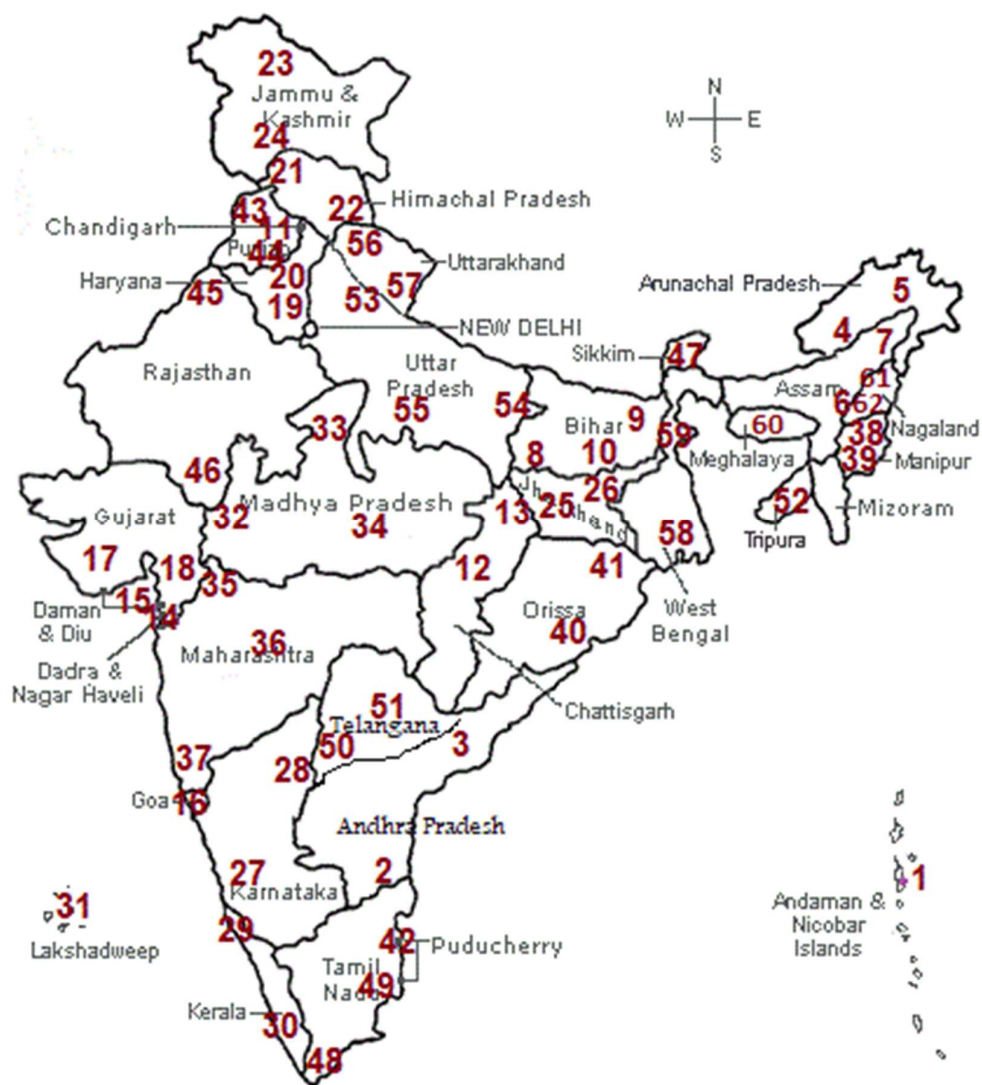 23
Jammu &
Kashmir
24
N
W E
S
21
Himachal Pradesh
43
22
Chandigarh
11
Punjab
44
56
Uttarakhand
Haryana
20
45
19
53
57
Arunachal Pradesh
5
4
7
NEW DELHI
Sikkim
47
Rajasthan
Uttar
Pradesh
55
54
33
Assam
61
6
62
Nagaland
Bihar
9
8
10
59
60
Meghalaya
38
39
Manipur
46
Madhya Pradesh
32
34
Gujarat
17
18
13
Jharkhand
25
26
58
52
Tripura
Mizoram
12
41
35
15
Daman
& Diu
14
Dadra &
Nagar Haveli
36
Maharashtra
Orissa
40
West
Bengal
Chattisgarh
51
Telangana
50
3
37
28
Goa
16
Andhra Pradesh
27
2
Karnataka
31
Lakshadweep
29
1
Andaman &
Nicobar
Islands
42
Puducherry
Tamil
Nadu
49
Kerala
30
48